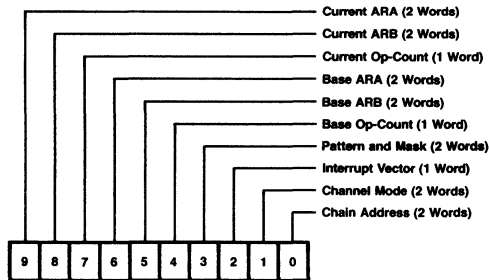 Current ARA (2 Words)
Current ARB (2 Words)
Current Op-Count (1 Word)
Base ARA (2 Words)
Base ARB (2 Words)
Base Op-Count (1 Word)
Pattern and Mask (2 Words)
Interrupt Vector (1 Word)
Channel Mode (2 Words)
Chain Address (2 Words)
9 8 7 6 5 4 3 2 1 0